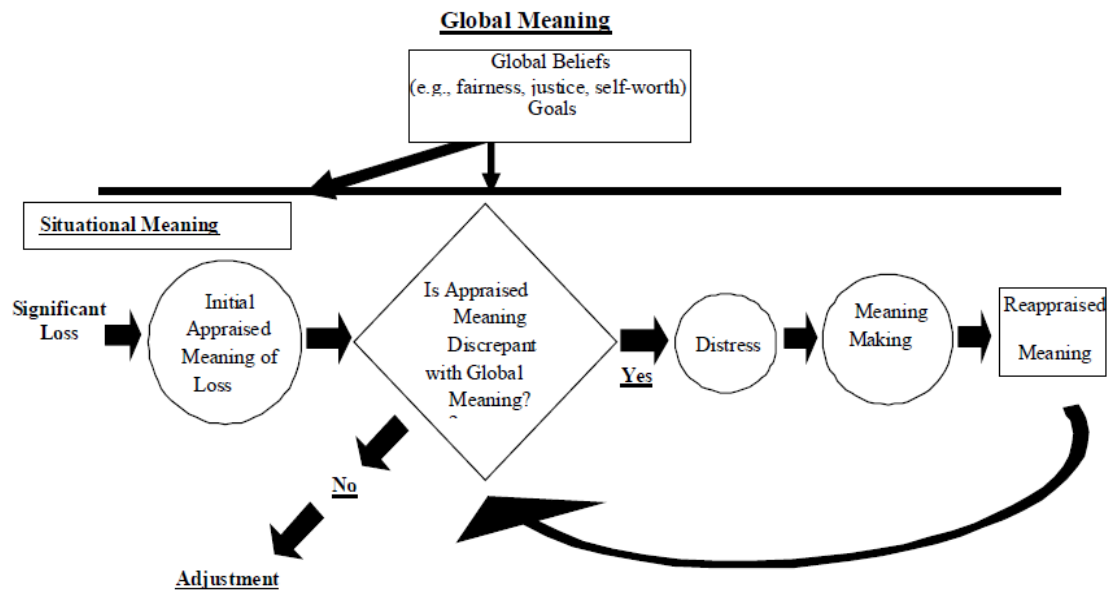 Global Meaning
Global Beliefs
(e.g., fairness, justice, self-worth)
Goals
Situational Meaning
Significant
Loss
Initial
Appraised
Meaning of
Loss
Is Appraised
Meaning
Discrepant
with Global
Meaning?
Yes
Distress
Meaning
Making
Reappraised
Meaning
No
Adjustment